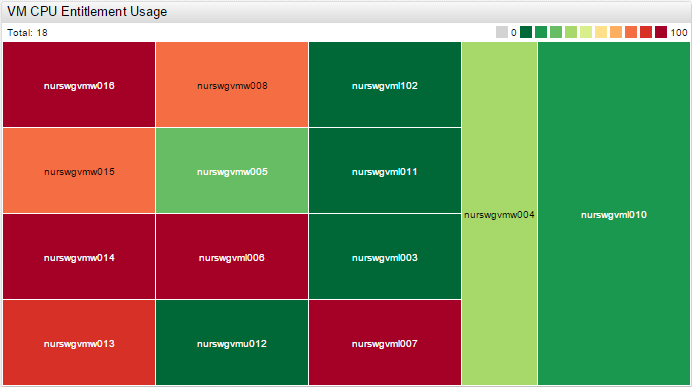 VM CPU Entitlement Usage
Total: 18
0
100
nurswgvmw016
nurswgvmw008
nurswgvml102
nurswgvmw015
nurswgvmw005
nurswgvml011
nurswgvmw004
nurswgvml010
nurswgvmw014
nurswgvml006
nurswgvml003
nurswgvmw013
nurswgvmu012
nurswgvml007